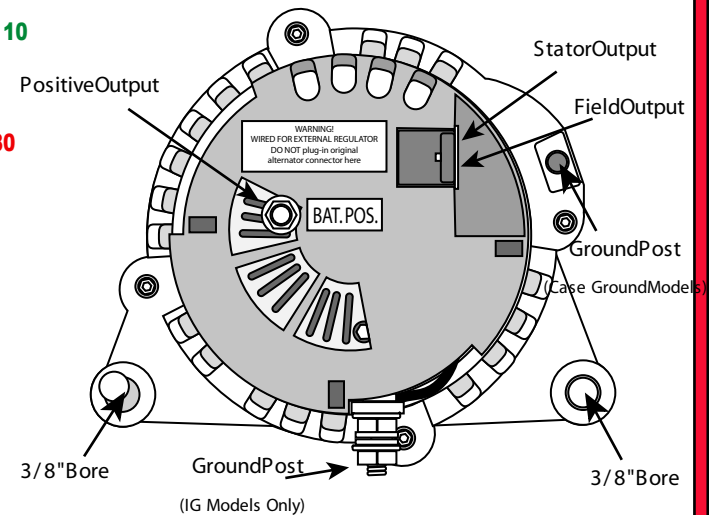 10
StatorOutput
PositiveOutput
FieldOutput
30
WARNING!
WIRED FOR EXTERNAL REGULATOR
DO NOT plug-in original
alternator connector here
BAT. POS.
GroundPost
(Case GroundModels)
3/8"Bore
GroundPost
(IG Models Only)
3/8"Bore